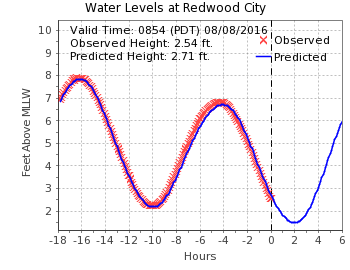 Water Levels at Redwood City
Valid Time: 0854 (PDT) 08/08/2016
Observed Height: 2.54 ft.
Predicted Height: 2.71 ft.
Observed
Predicted
Feet Above MLLW
10
9
8
7
6
5
4
3
2
-18 -16 -14 -12 -10 -8 -6 -4 -2 0 2 4 6
Hours